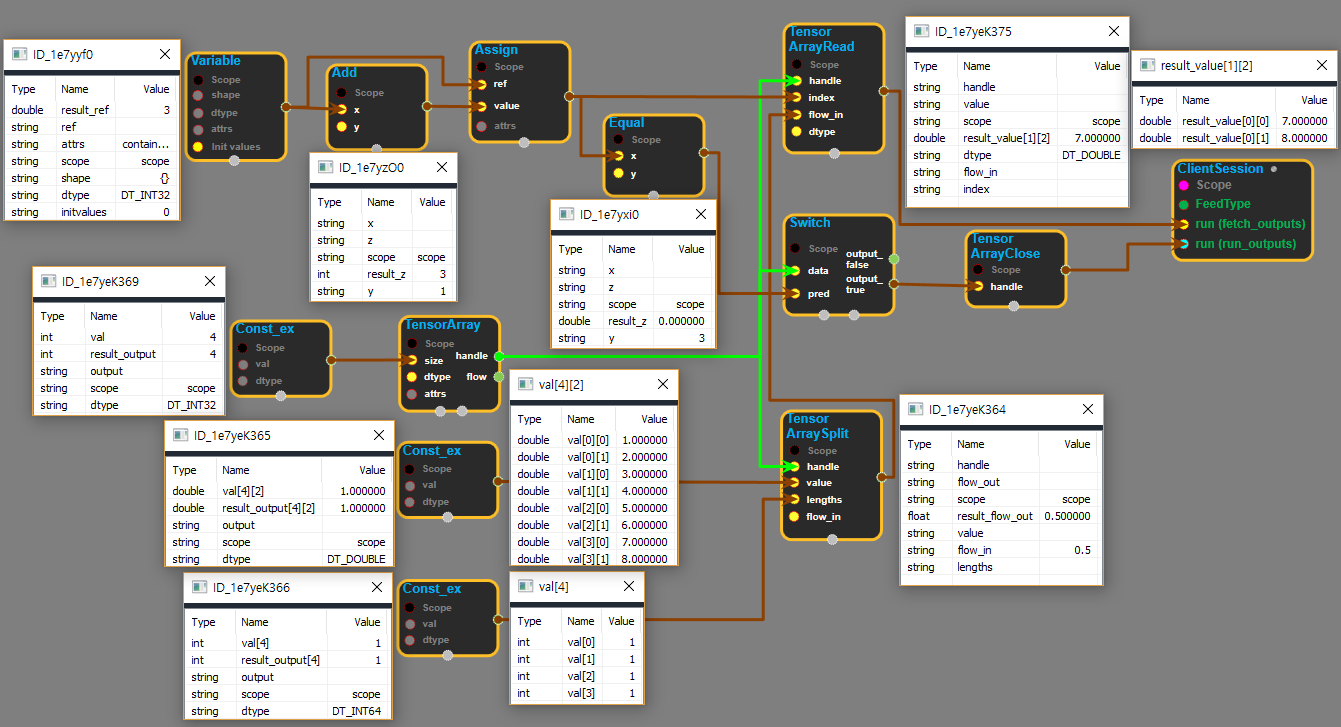 ID_1e7yyf0
Type Name Value
double result_ref 3
string ref
string attrs contain...
string scope scope
string shape {}
string dtype DT_INT32
string initvalues 0
Variable
Scope
shape
dtype
attrs
Init values
Add
Scope
x
y
Assign
Scope
ref
value
attrs
ID_1e7yzO0
Type Name Value
string x
string z
string scope scope
int result_z 3
string y 1
Equal
Scope
x
y
ID_1e7yxi0
Type Name Value
string x
string z
string scope scope
double result_z 0.000000
string y 3
Tensor
ArrayRead
Scope
handle
index
flow_in
dtype
ID_1e7yeK375
Type Name Value
string handle
string value
string scope scope
double result_value[1][2] 7.000000
string dtype DT_DOUBLE
string flow_in
string index
result_value[1][2]
Type Name Value
double result_value[0][0] 7.000000
double result_value[0][1] 8.000000
ClientSession
Scope
FeedType
run (fetch_outputs)
run (run_outputs)
Switch
Scope
output_
false
data
output_
true
pred
Tensor
ArrayClose
Scope
handle
ID_1e7yeK369
Type Name Value
int val 4
int result_output 4
string output
string scope scope
string dtype DT_INT32
Const_ex
Scope
val
dtype
TensorArray
Scope
size handle
dtype flow
attrs
ID_1e7yeK365
Type Name Value
double val[4][2] 1.000000
double result_output[4][2] 1.000000
string output
string scope scope
string dtype DT_DOUBLE
Const_ex
Scope
val
dtype
val[4][2]
Type Name Value
double val[0][0] 1.000000
double val[0][1] 2.000000
double val[1][0] 3.000000
double val[1][1] 4.000000
double val[2][0] 5.000000
double val[2][1] 6.000000
double val[3][0] 7.000000
double val[3][1] 8.000000
Tensor
ArraySplit
Scope
handle
value
lengths
flow_in
ID_1e7yeK364
Type Name Value
string handle
string flow_out
string scope scope
float result_flow_out 0.500000
string value
string flow_in 0.5
string lengths
ID_1e7yeK366
Type Name Value
int val[4] 1
int result_output[4] 1
string output
string scope scope
string dtype DT_INT64
Const_ex
Scope
val
dtype
val[4]
Type Name Value
int val[0] 1
int val[1] 1
int val[2] 1
int val[3] 1